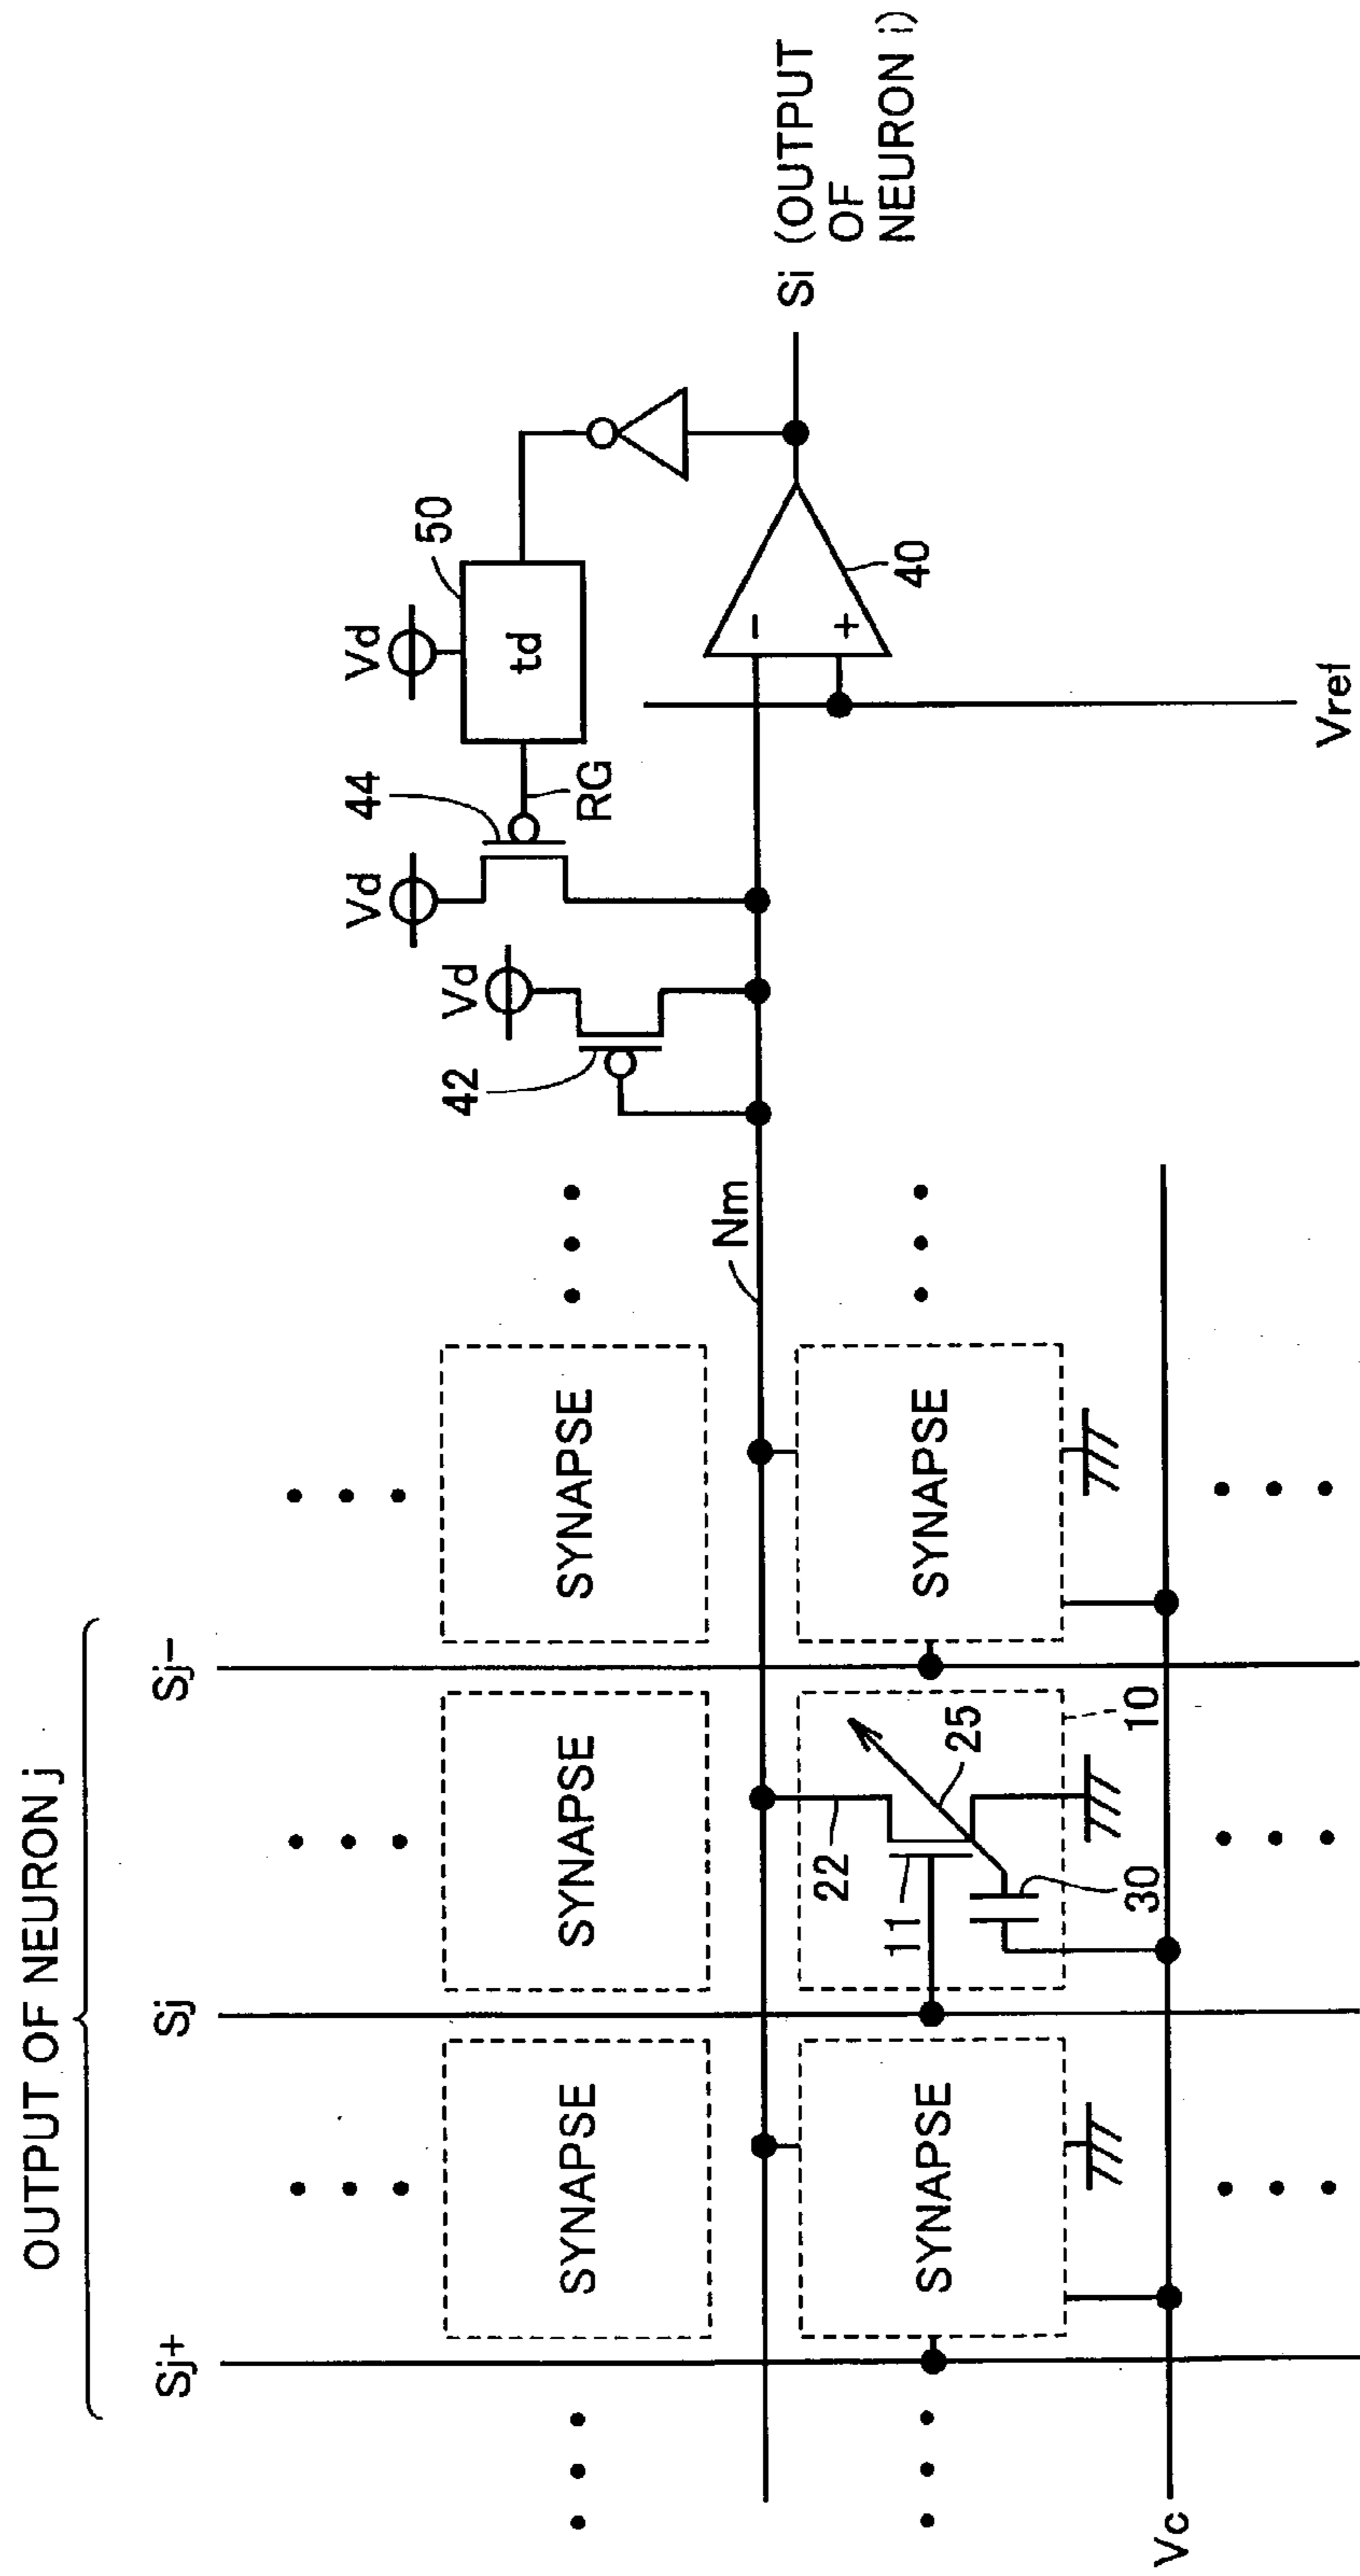 OUTPUT OF NEURON j
Sj+
Sj
Sj-
SYNAPSE
SYNAPSE
SYNAPSE
SYNAPSE
SYNAPSE
11
22
25
30
10
Nm
Vc
42
Vd
44
Vd
Vd
50
td
RG
-
+
40
Vref
Si (OUTPUT
OF
NEURON i)